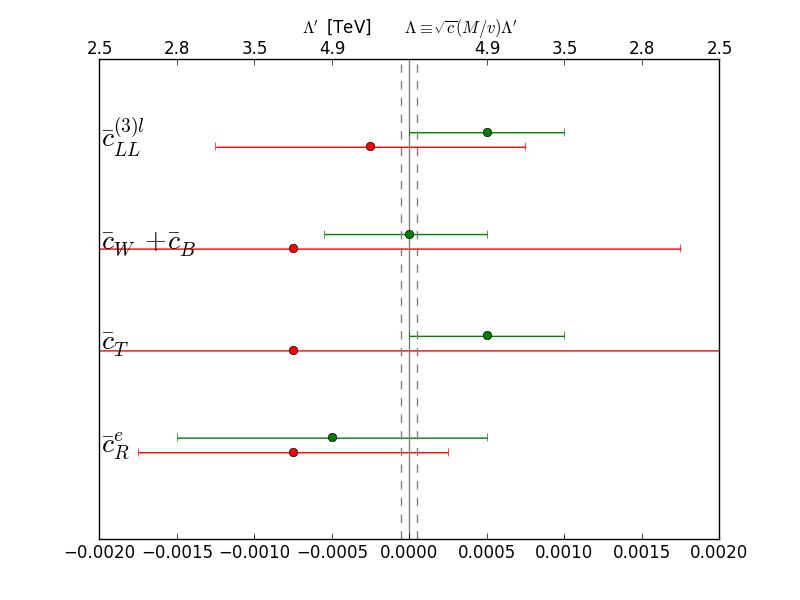 Λ′ [TeV] Λ ≡ √c (M/v)Λ′
2.5 2.8 3.5 4.9 4.9 3.5 2.8 2.5
c̄_{LL}^{(3)l}
c̄_W + c̄_B
c̄_T
c̄_R^e
−0.0020 −0.0015 −0.0010 −0.0005 0.0000 0.0005 0.0010 0.0015 0.0020